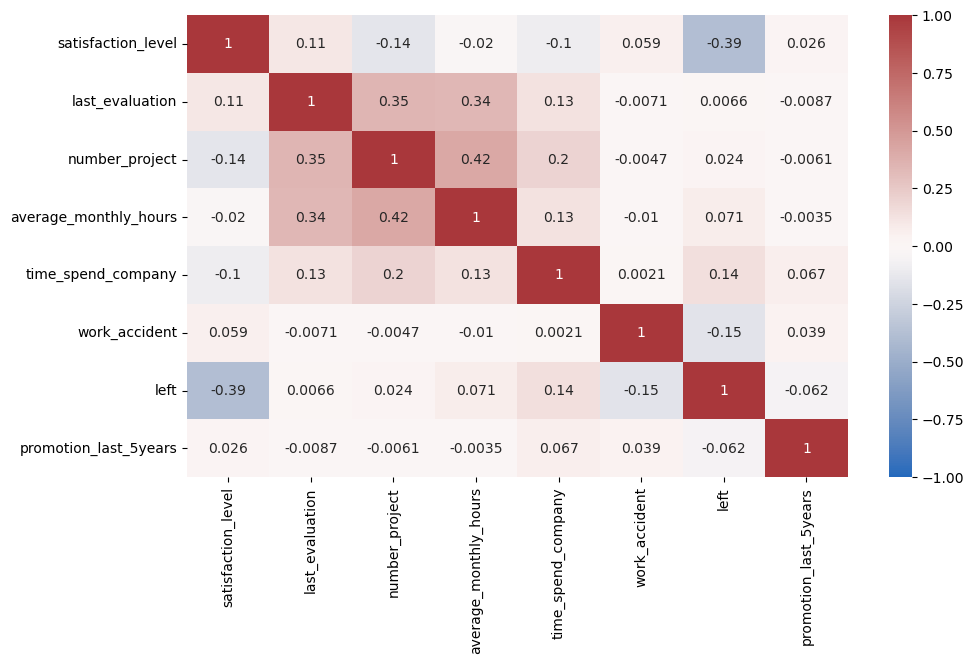 satisfaction_level 1 0.11 -0.14 -0.02 -0.1 0.059 -0.39 0.026
last_evaluation 0.11 1 0.35 0.34 0.13 -0.0071 0.0066 -0.0087
number_project -0.14 0.35 1 0.42 0.2 -0.0047 0.024 -0.0061
average_monthly_hours -0.02 0.34 0.42 1 0.13 -0.01 0.071 -0.0035
time_spend_company -0.1 0.13 0.2 0.13 1 0.0021 0.14 0.067
work_accident 0.059 -0.0071 -0.0047 -0.01 0.0021 1 -0.15 0.039
left -0.39 0.0066 0.024 0.071 0.14 -0.15 1 -0.062
promotion_last_5years 0.026 -0.0087 -0.0061 -0.0035 0.067 0.039 -0.062 1
satisfaction_level
last_evaluation
number_project
average_monthly_hours
time_spend_company
work_accident
left
promotion_last_5years
1.00
0.75
0.50
0.25
0.00
−0.25
−0.50
−0.75
−1.00